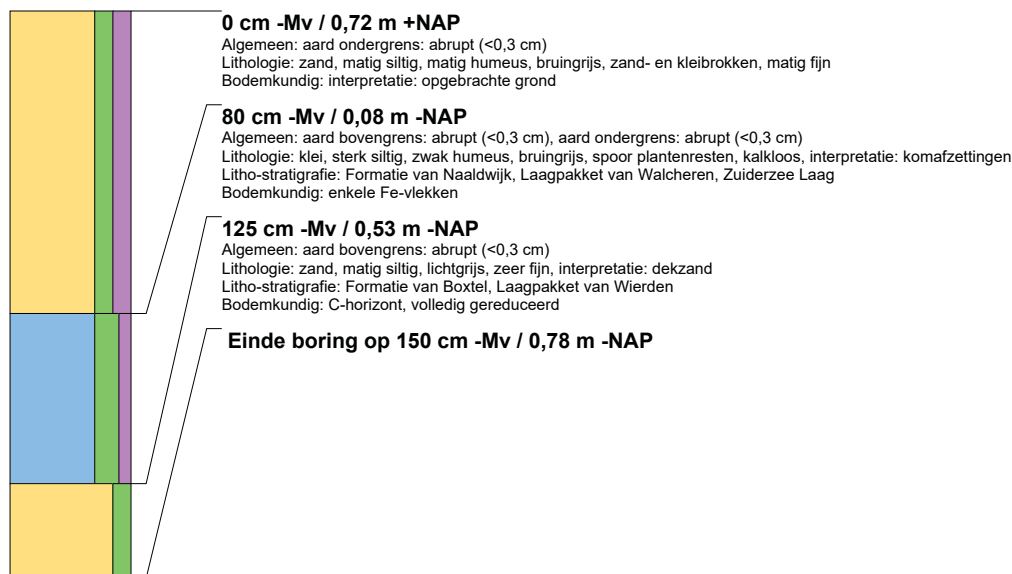 0 cm -Mv / 0,72 m +NAP
Algemeen: aard ondergrens: abrupt (<0,3 cm)
Lithologie: zand, matig siltig, matig humeus, bruingrijs, zand- en kleibrokken, matig fijn
Bodemkundig: interpretatie: opgebrachte grond
80 cm -Mv / 0,08 m -NAP
Algemeen: aard bovengrens: abrupt (<0,3 cm), aard ondergrens: abrupt (<0,3 cm)
Lithologie: klei, sterk siltig, zwak humeus, bruingrijs, spoor plantenresten, kalkloos, interpretatie: komafzettingen
Litho-stratigrafie: Formatie van Naaldwijk, Laagpakket van Walcheren, Zuiderzee Laag
Bodemkundig: enkele Fe-vlekken
125 cm -Mv / 0,53 m -NAP
Algemeen: aard bovengrens: abrupt (<0,3 cm)
Lithologie: zand, matig siltig, lichtgrijs, zeer fijn, interpretatie: dekzand
Litho-stratigrafie: Formatie van Boxtel, Laagpakket van Wierden
Bodemkundig: C-horizont, volledig gereduceerd
Einde boring op 150 cm -Mv / 0,78 m -NAP